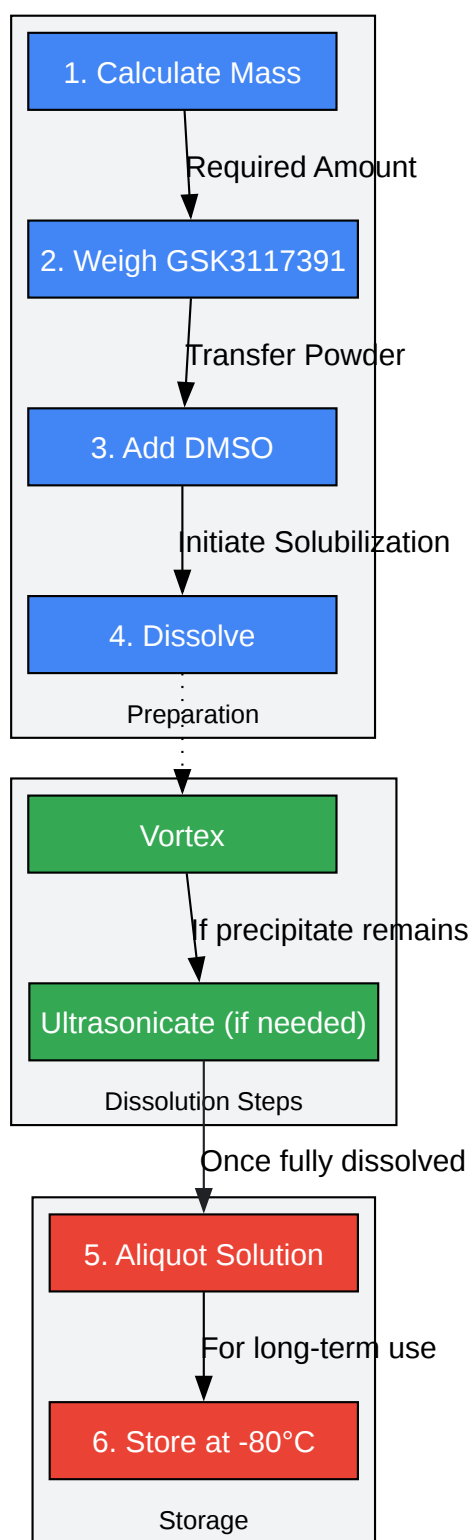 1. Calculate Mass
Required Amount
2. Weigh GSK3117391
Transfer Powder
3. Add DMSO
Initiate Solubilization
4. Dissolve
Preparation
Vortex
If precipitate remains
Ultrasonicate (if needed)
Dissolution Steps
Once fully dissolved
5. Aliquot Solution
For long-term use
6. Store at -80°C
Storage